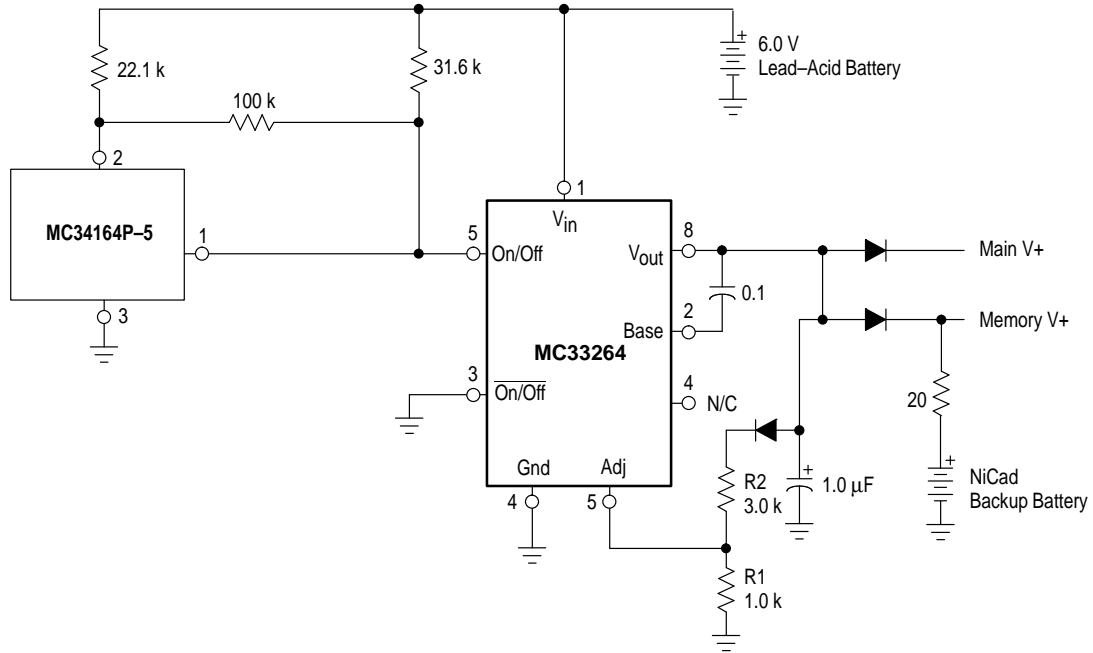 6.0 V
Lead–Acid Battery
+
22.1 k
31.6 k
100 k
2
MC34164P–5
1
3
1
Vin
5
On/Off
8
Vout
Main V+
0.1
2
Base
Memory V+
MC33264
3
On/Off
4
N/C
20
Gnd
Adj
4
5
R2
3.0 k
+
1.0 μF
+
NiCad
Backup Battery
R1
1.0 k